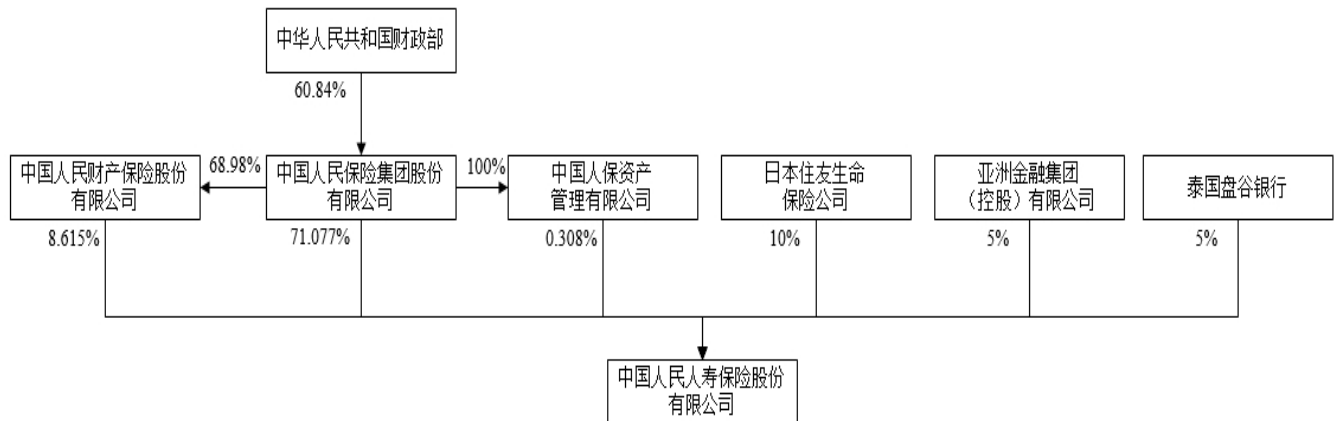 中华人民共和国财政部
60.84%
中国人民财产保险股份
有限公司
68.98%
中国人民保险集团股份
有限公司
100%
中国人保资产
管理有限公司
日本住友生命
保险公司
亚洲金融集团
（控股）有限公司
泰国盘谷银行
8.615%
71.077%
0.308%
10%
5%
5%
中国人民人寿保险股份
有限公司